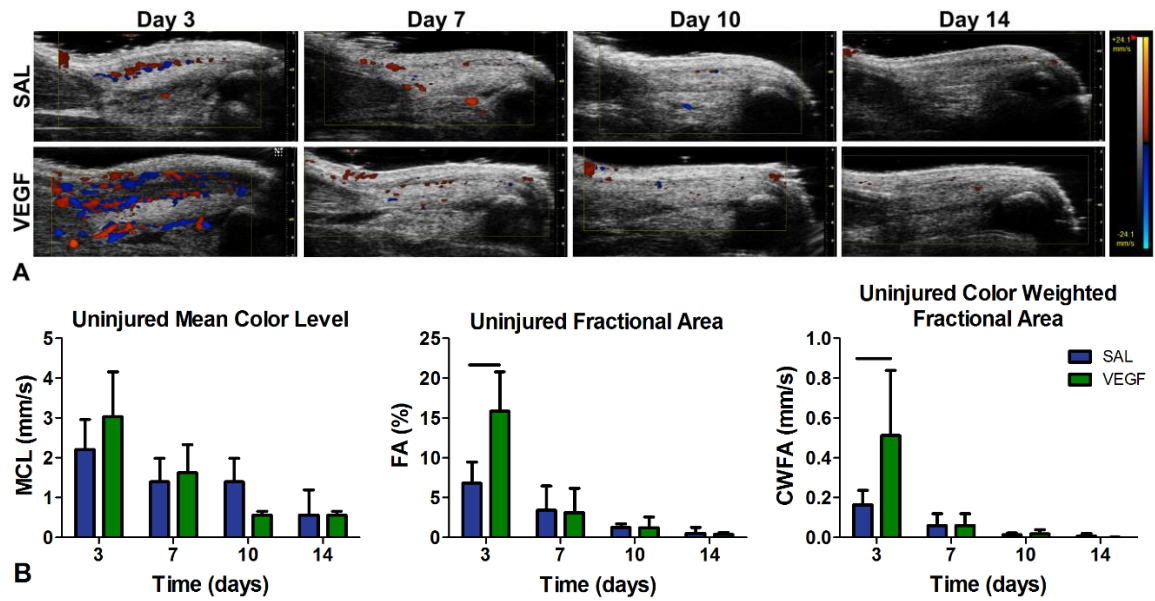 Day 3 Day 7 Day 10 Day 14
SAL
VEGF
+24.1
mm/s
-24.1
mm/s
A
Uninjured Mean Color Level
MCL (mm/s)
5
4
3
2
1
0
3 7 10 14
Time (days)
Uninjured Fractional Area
FA (%)
25
20
15
10
5
0
3 7 10 14
Time (days)
Uninjured Color Weighted
Fractional Area
CWFA (mm/s)
1.0
0.8
0.6
0.4
0.2
0.0
3 7 10 14
Time (days)
SAL
VEGF
B